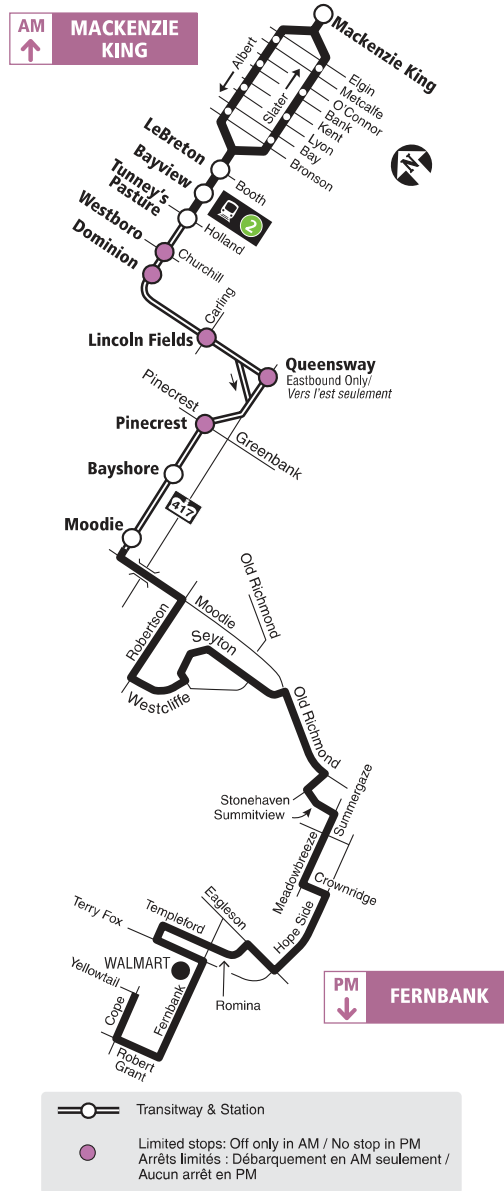 AM
MACKENZIE
KING
Mackenzie King
Albert
Slater
Elgin
Metcalfe
O'Connor
Bank
Kent
Lyon
Bay
Bronson
N
LeBreton
Booth
Bayview
Tunney's
Pasture
2
Holland
Westboro
Churchill
Dominion
Carling
Lincoln Fields
Queensway
Eastbound Only/
Vers l'est seulement
Pinecrest
Pinecrest
Greenbank
Bayshore
417
Moodie
Old Richmond
Moodie
Robertson
Seyton
Westcliffe
Old Richmond
Stonehaven
Summitview
Summergaze
Meadowbreeze
Crownridge
Eagleson
Templeford
Terry Fox
Hope Side
WALMART
Yellowtail
Romina
Cope
Fernbank
Robert
Grant
PM
FERNBANK
Transitway & Station
Limited stops: Off only in AM / No stop in PM
Arrêts limités : Débarquement en AM seulement /
Aucun arrêt en PM